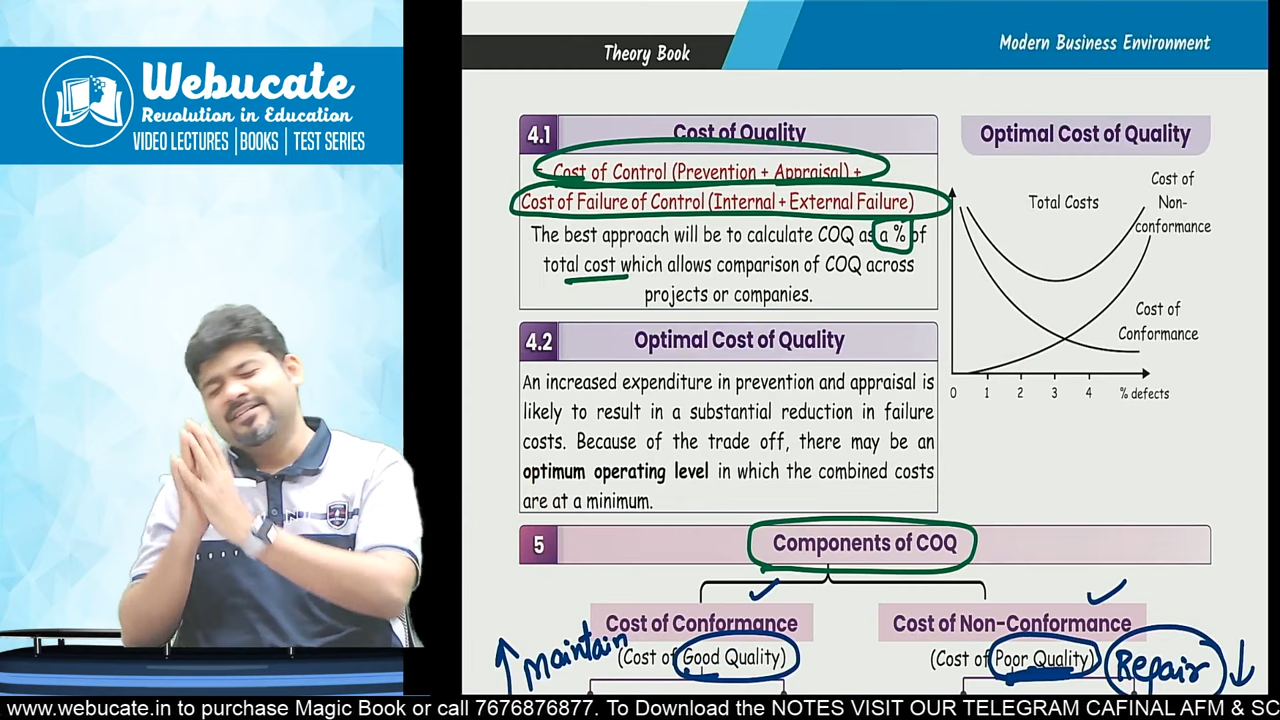 Webucate
Revolution in Education
VIDEO LECTURES | BOOKS | TEST SERIES
Theory Book
Modern Business Environment
4.1 Cost of Quality
= Cost of Control (Prevention + Appraisal) +
Cost of Failure of Control (Internal + External Failure)
The best approach will be to calculate COQ as a % of
total cost which allows comparison of COQ across
projects or companies.
Optimal Cost of Quality
Total Costs
Cost of
Non-
conformance
Cost of
Conformance
0 1 2 3 4 % defects
4.2 Optimal Cost of Quality
An increased expenditure in prevention and appraisal is
likely to result in a substantial reduction in failure
costs. Because of the trade off, there may be an
optimum operating level in which the combined costs
are at a minimum.
5 Components of COQ
Cost of Conformance
(Cost of Good Quality)
↑ Maintain
Cost of Non-Conformance
(Cost of Poor Quality)
Repair ↓
www.webucate.in to purchase Magic Book or call 7676876877. To Download the NOTES VISIT OUR TELEGRAM CAFINAL AFM & SC